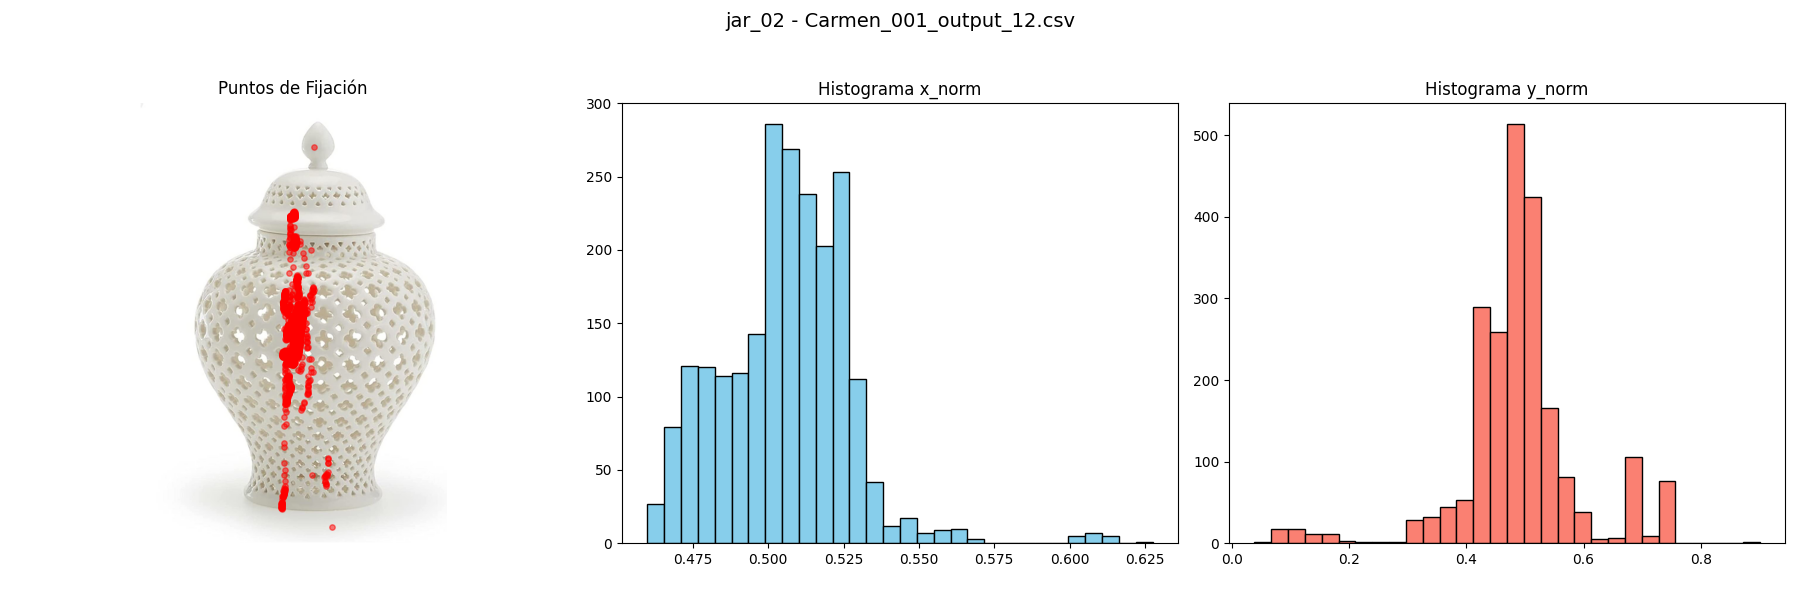 jar_02 - Carmen_001_output_12.csv
Puntos de Fijación
Histograma x_norm
300
250
200
150
100
50
0
0.475 0.500 0.525 0.550 0.575 0.600 0.625
Histograma y_norm
500
400
300
200
100
0
0.0 0.2 0.4 0.6 0.8